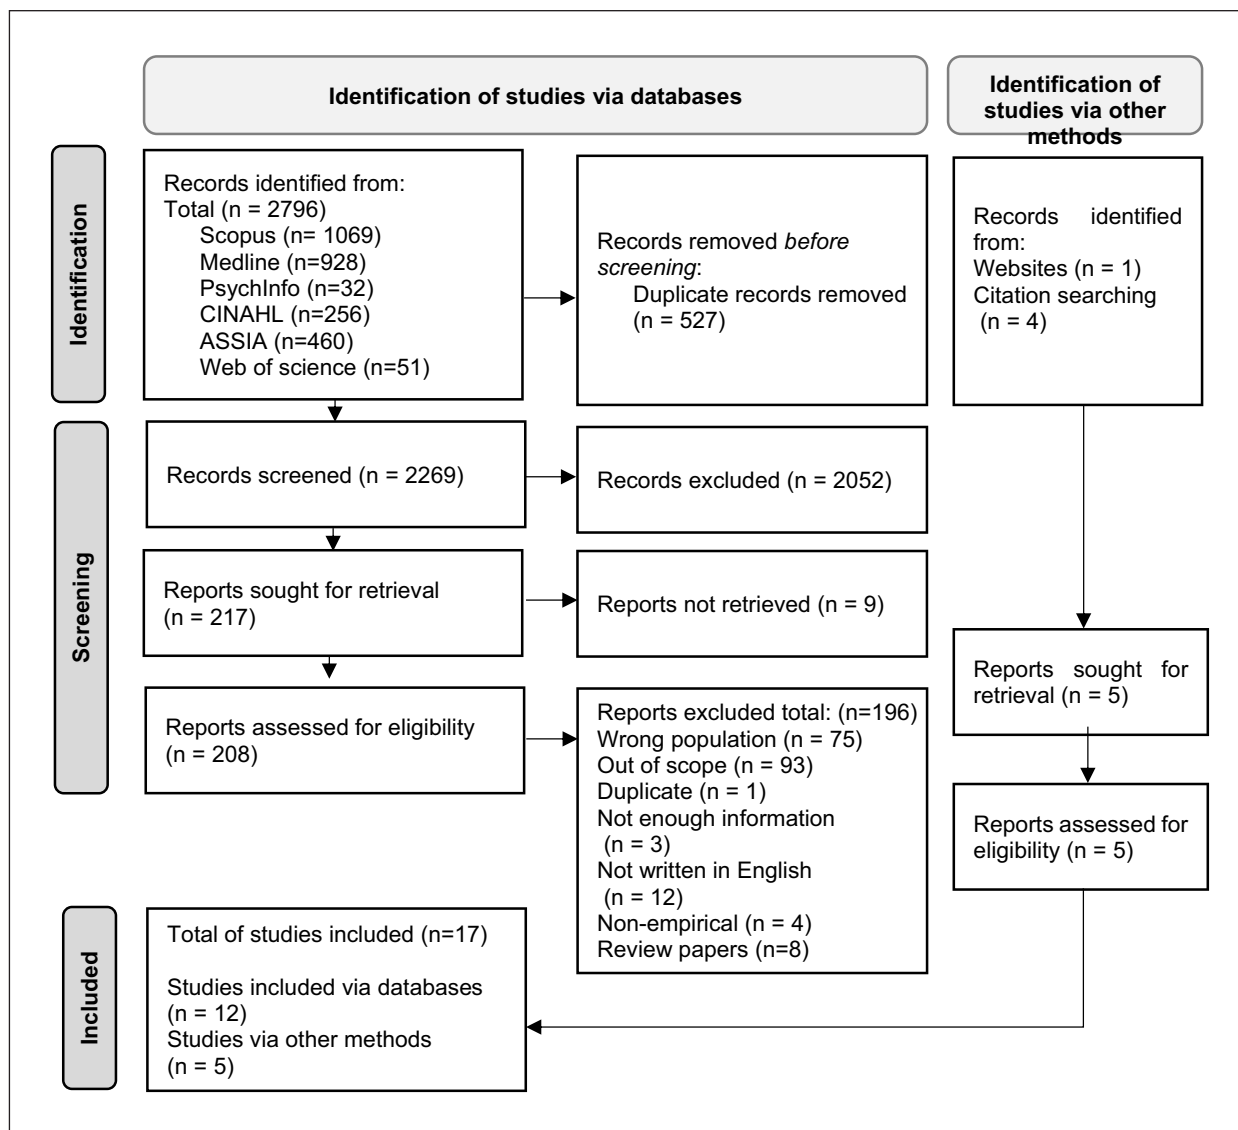 Identification of studies via databases
Identification of
studies via other
methods
Identification
Records identified from:
Total (n = 2796)
Scopus (n= 1069)
Medline (n=928)
PsychInfo (n=32)
CINAHL (n=256)
ASSIA (n=460)
Web of science (n=51)
Records removed before
screening:
Duplicate records removed
(n = 527)
Records identified
from:
Websites (n = 1)
Citation searching
(n = 4)
Screening
Records screened (n = 2269)
Records excluded (n = 2052)
Reports sought for retrieval
(n = 217)
Reports not retrieved (n = 9)
Reports sought for
retrieval (n = 5)
Reports assessed for eligibility
(n = 208)
Reports excluded total: (n=196)
Wrong population (n = 75)
Out of scope (n = 93)
Duplicate (n = 1)
Not enough information
(n = 3)
Not written in English
(n = 12)
Non-empirical (n = 4)
Review papers (n=8)
Reports assessed for
eligibility (n = 5)
Included
Total of studies included (n=17)
Studies included via databases
(n = 12)
Studies via other methods
(n = 5)